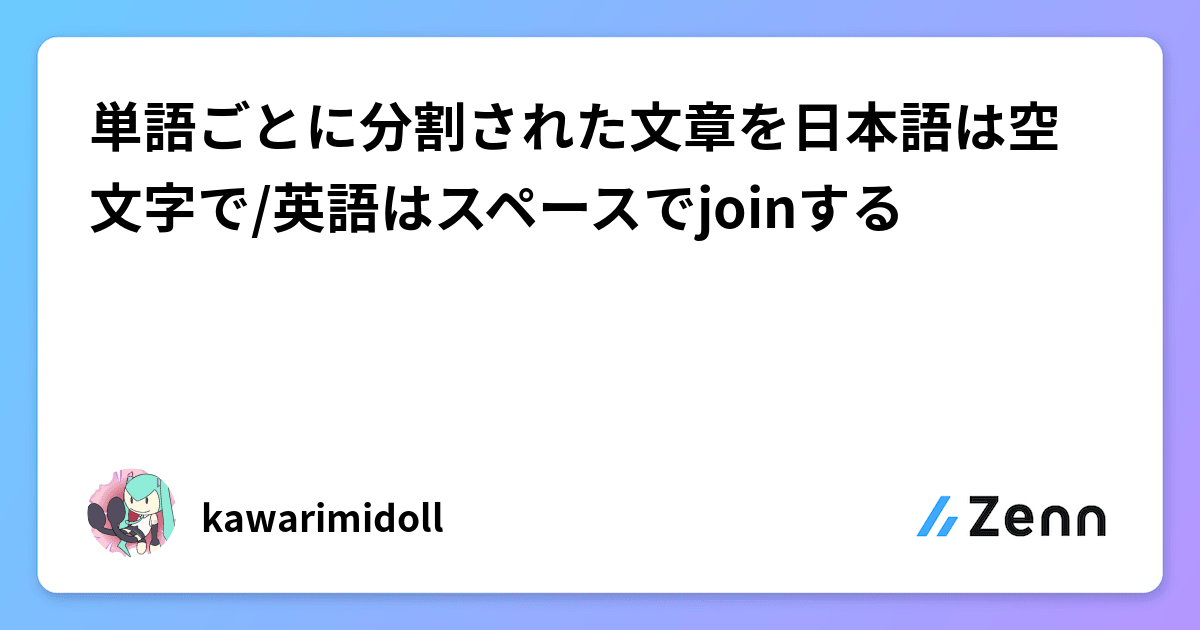 単語ごとに分割された文章を日本語は空
文字で/英語はスペースでjoinする
kawarimidoll
Zenn